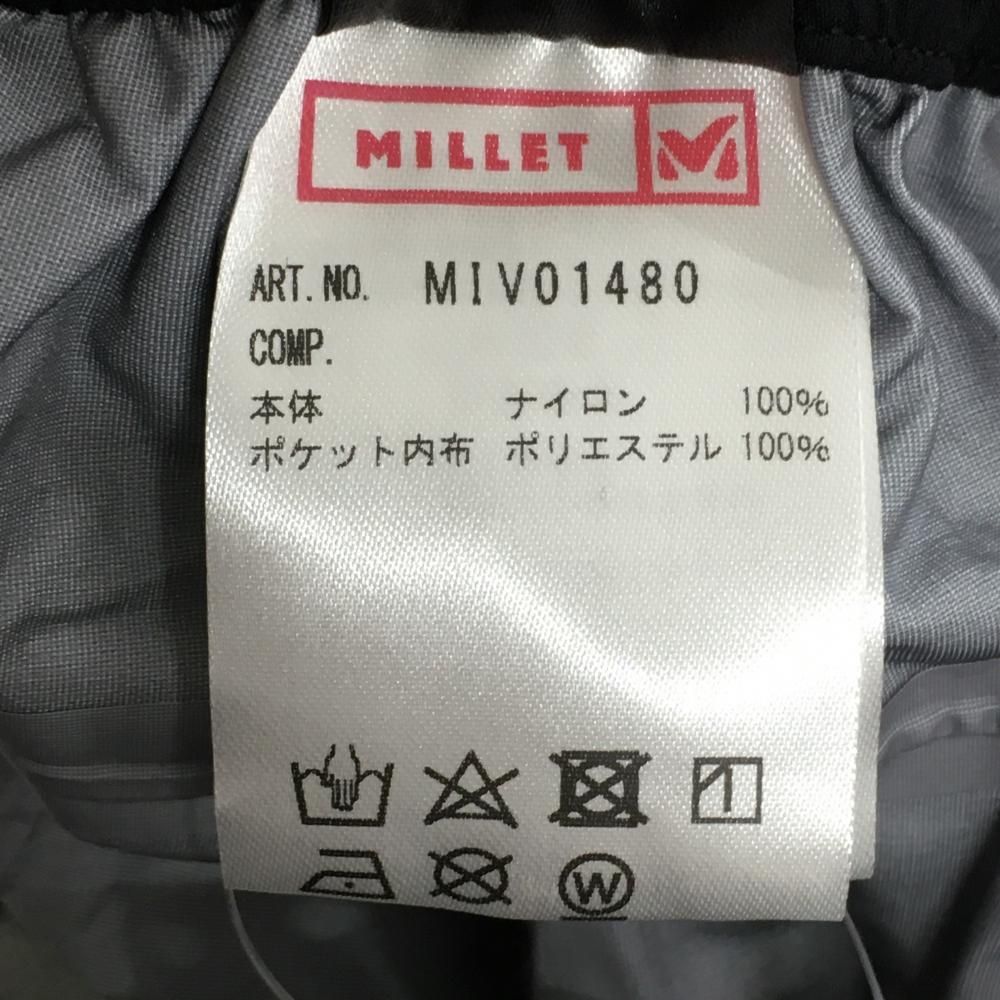 MILLET
ART.NO. MIV01480
COMP.
本体 ナイロン 100%
ポケット内布 ポリエステル 100%
W